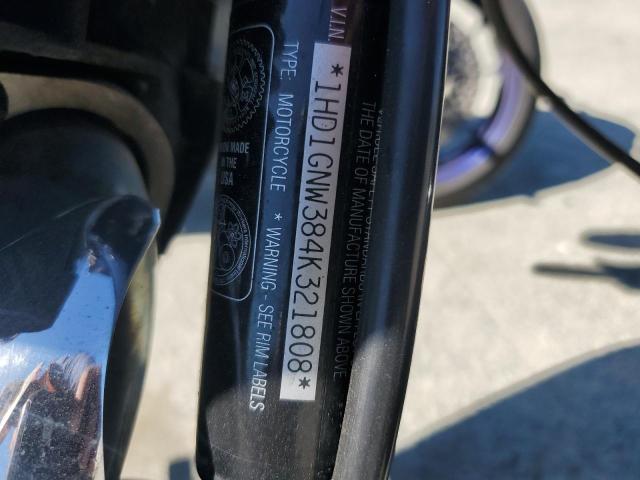 THE DATE OF MANUFACTURE SHOWN ABOVE
V.I.N.
*1HD1GNW384K321808*
TYPE: MOTORCYCLE * WARNING - SEE RIM LABELS
MADE
IN THE
USA